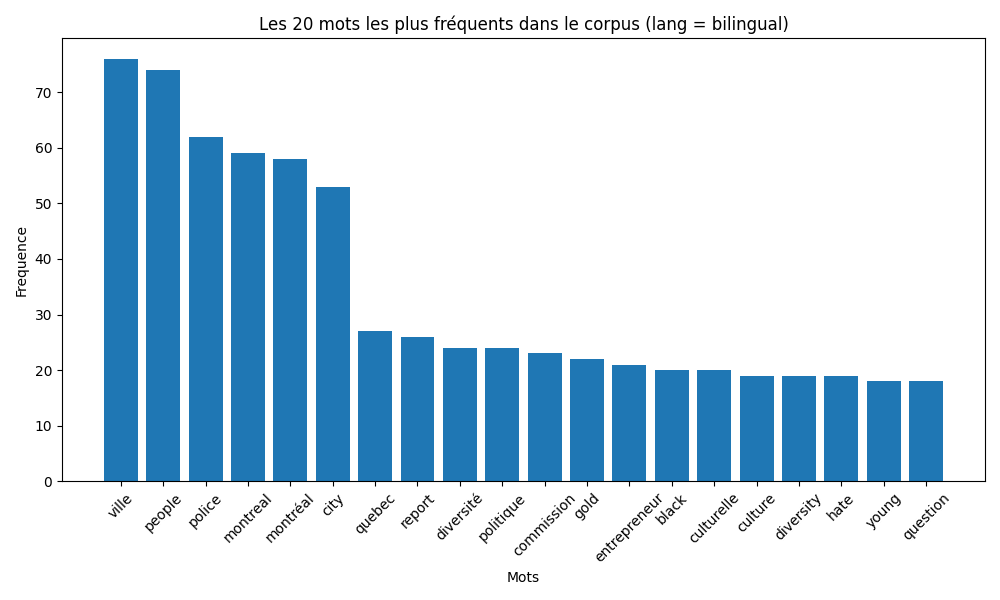 Les 20 mots les plus fréquents dans le corpus (lang = bilingual)
Frequence
70
60
50
40
30
20
10
0
ville
people
police
montreal
montréal
city
quebec
report
diversité
politique
commission
gold
entrepreneur
black
culturelle
culture
diversity
hate
young
question
Mots